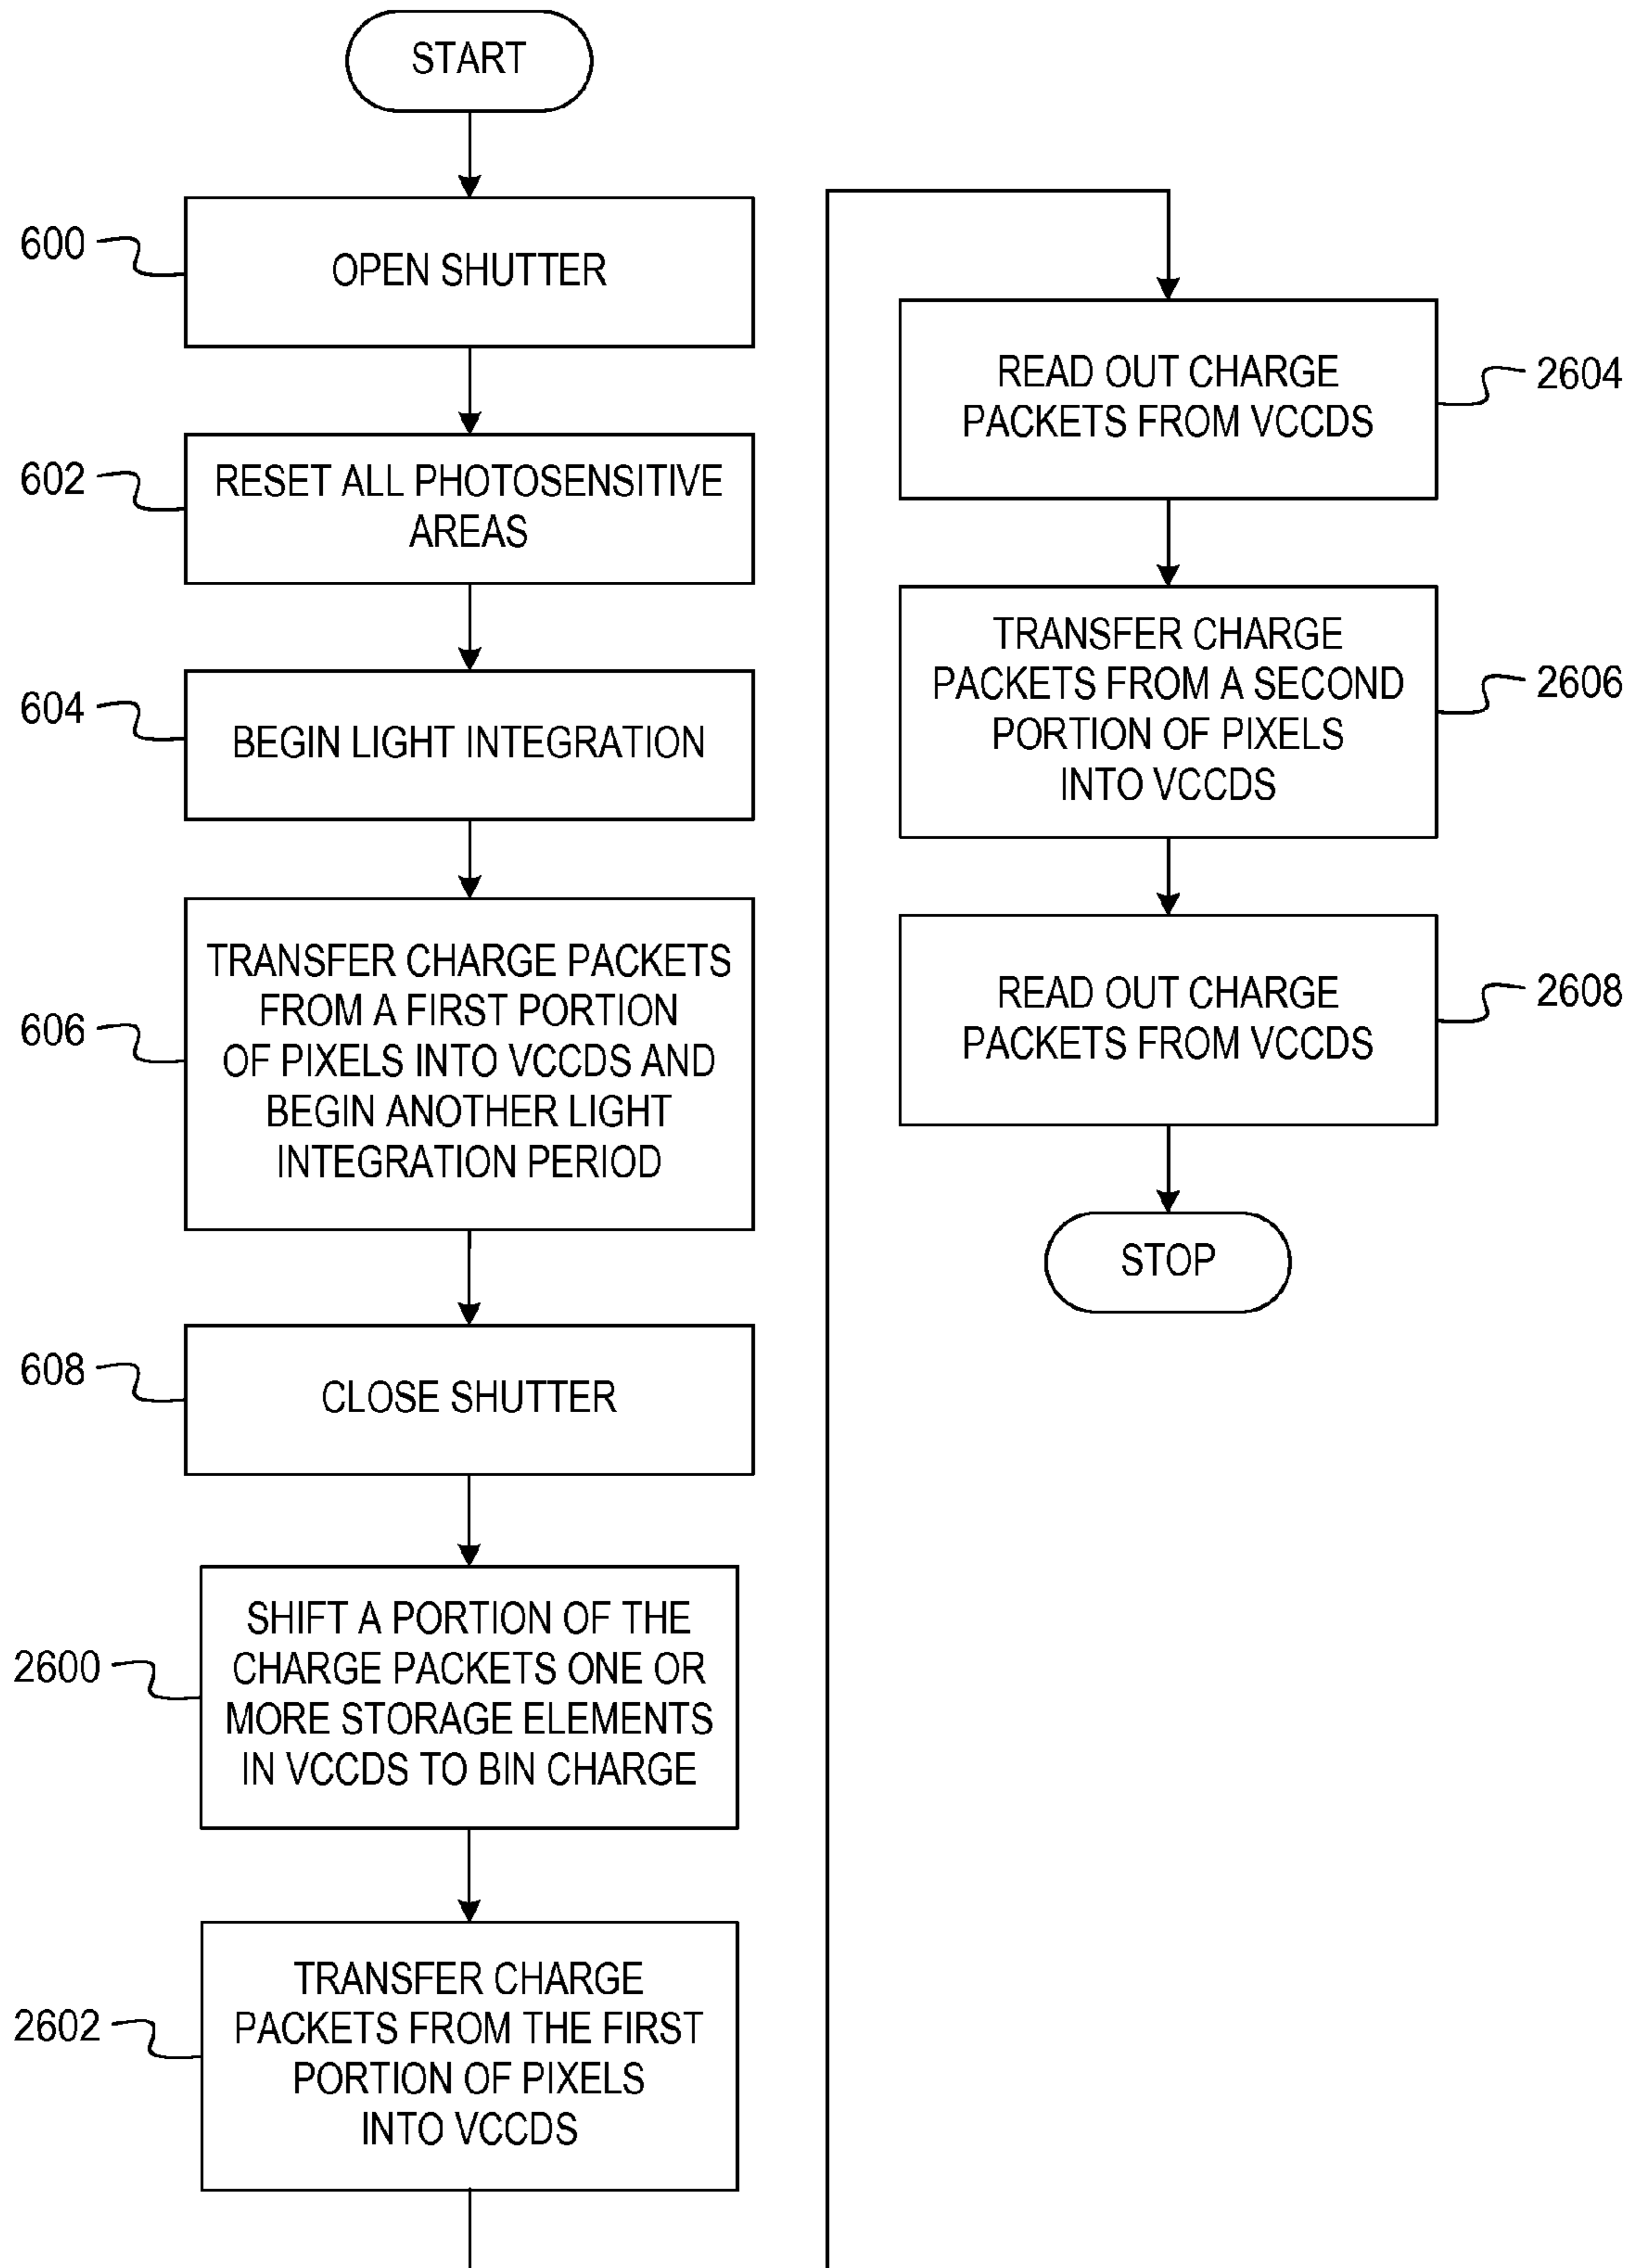 START
600
OPEN SHUTTER
602
RESET ALL PHOTOSENSITIVE
AREAS
604
BEGIN LIGHT INTEGRATION
606
TRANSFER CHARGE PACKETS
FROM A FIRST PORTION
OF PIXELS INTO VCCDS AND
BEGIN ANOTHER LIGHT
INTEGRATION PERIOD
608
CLOSE SHUTTER
2600
SHIFT A PORTION OF THE
CHARGE PACKETS ONE OR
MORE STORAGE ELEMENTS
IN VCCDS TO BIN CHARGE
2602
TRANSFER CHARGE
PACKETS FROM THE FIRST
PORTION OF PIXELS
INTO VCCDS
READ OUT CHARGE
PACKETS FROM VCCDS
2604
TRANSFER CHARGE
PACKETS FROM A SECOND
PORTION OF PIXELS
INTO VCCDS
2606
READ OUT CHARGE
PACKETS FROM VCCDS
2608
STOP